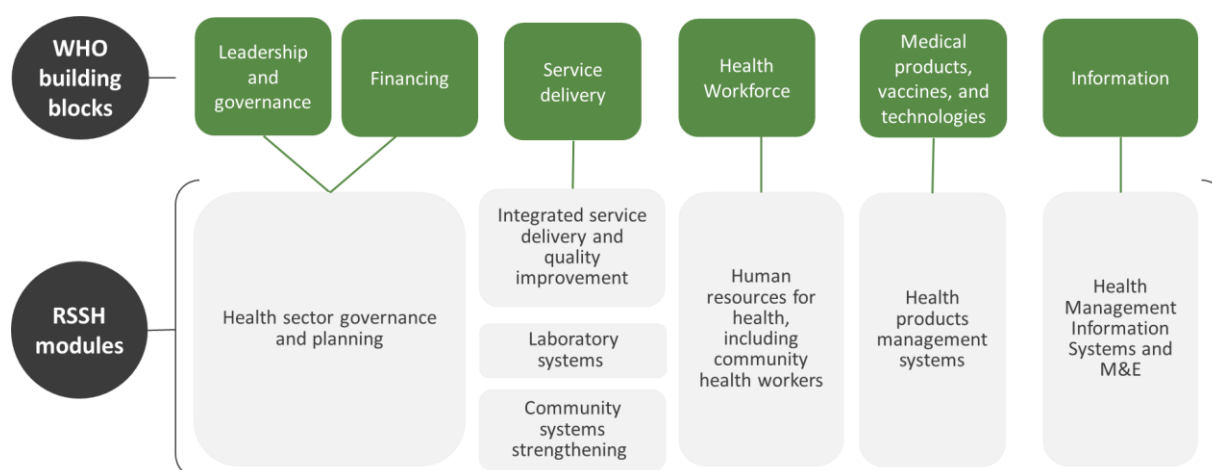 WHO
building
blocks
Leadership
and
governance
Financing
Service
delivery
Health
Workforce
Medical
products,
vaccines, and
technologies
Information
RSSH
modules
Health sector governance
and planning
Integrated service
delivery and
quality
improvement
Laboratory
systems
Community
systems
strengthening
Human
resources for
health,
including
community
health workers
Health
products
management
systems
Health
Management
Information
Systems and
M&E